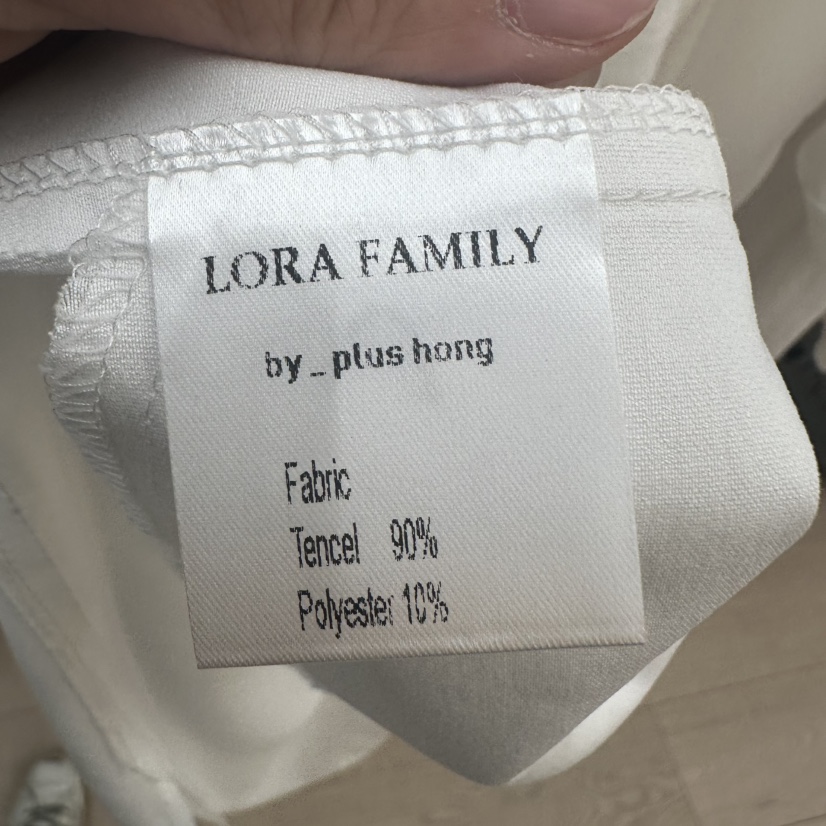 LORA FAMILY
by_plus hong
Fabric
Tencel 90%
Polyester 10%